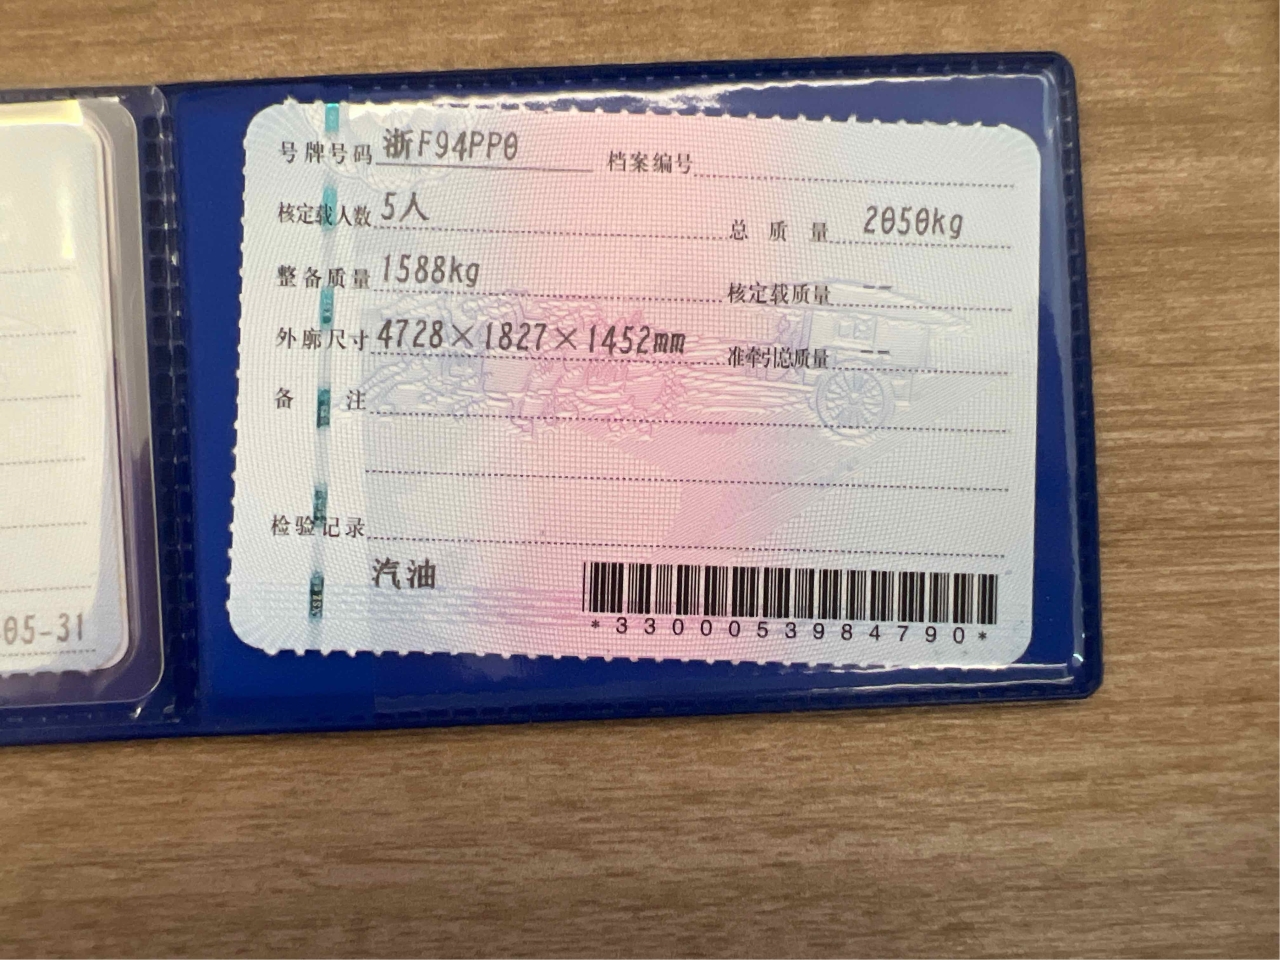 号牌号码 浙F94PP0 档案编号
核定载人数 5人 总质量 2050kg
整备质量 1588kg 核定载质量 --
外廓尺寸 4728×1827×1452mm 准牵引总质量 --
备注
检验记录
汽油
*3300053984790*
05-31